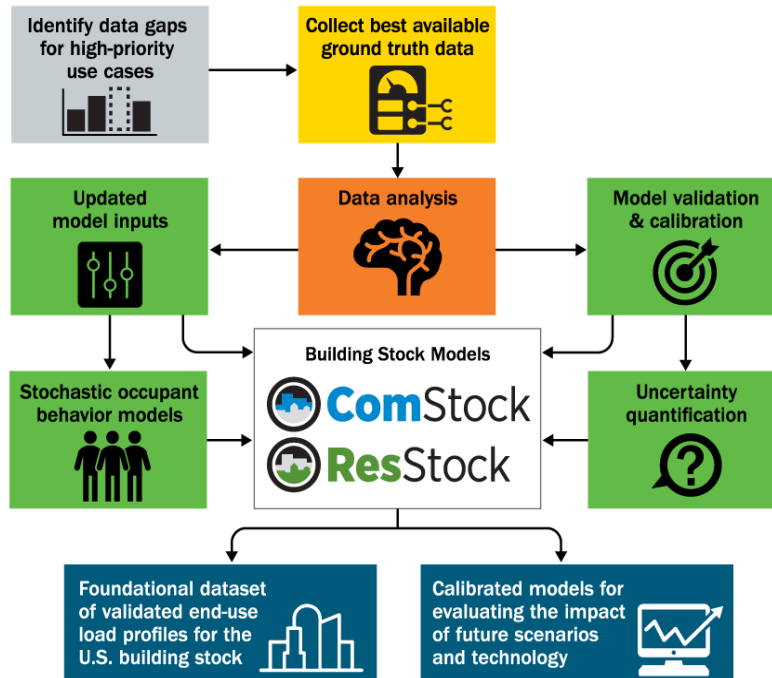 Identify data gaps
for high-priority
use cases
Collect best available
ground truth data
Updated
model inputs
Data analysis
Model validation
& calibration
Building Stock Models
ComStock
ResStock
Stochastic occupant
behavior models
Uncertainty
quantification
?
Foundational dataset
of validated end-use
load profiles for the
U.S. building stock
Calibrated models for
evaluating the impact
of future scenarios
and technology